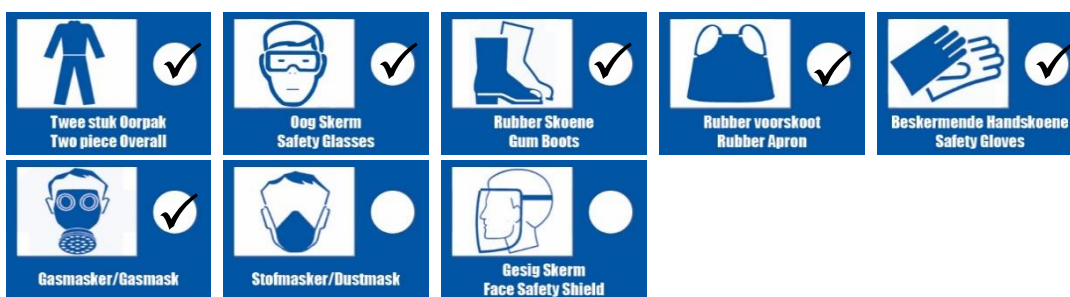 Twee stuk Oorpak
Two piece Overall
Oog Skerm
Safety Glasses
Rubber Skoene
Gum Boots
Rubber voorskoot
Rubber Apron
Beskermende Handskoene
Safety Gloves
Gasmasker/Gasmask
Stofmasker/Dustmask
Gesig Skerm
Face Safety Shield